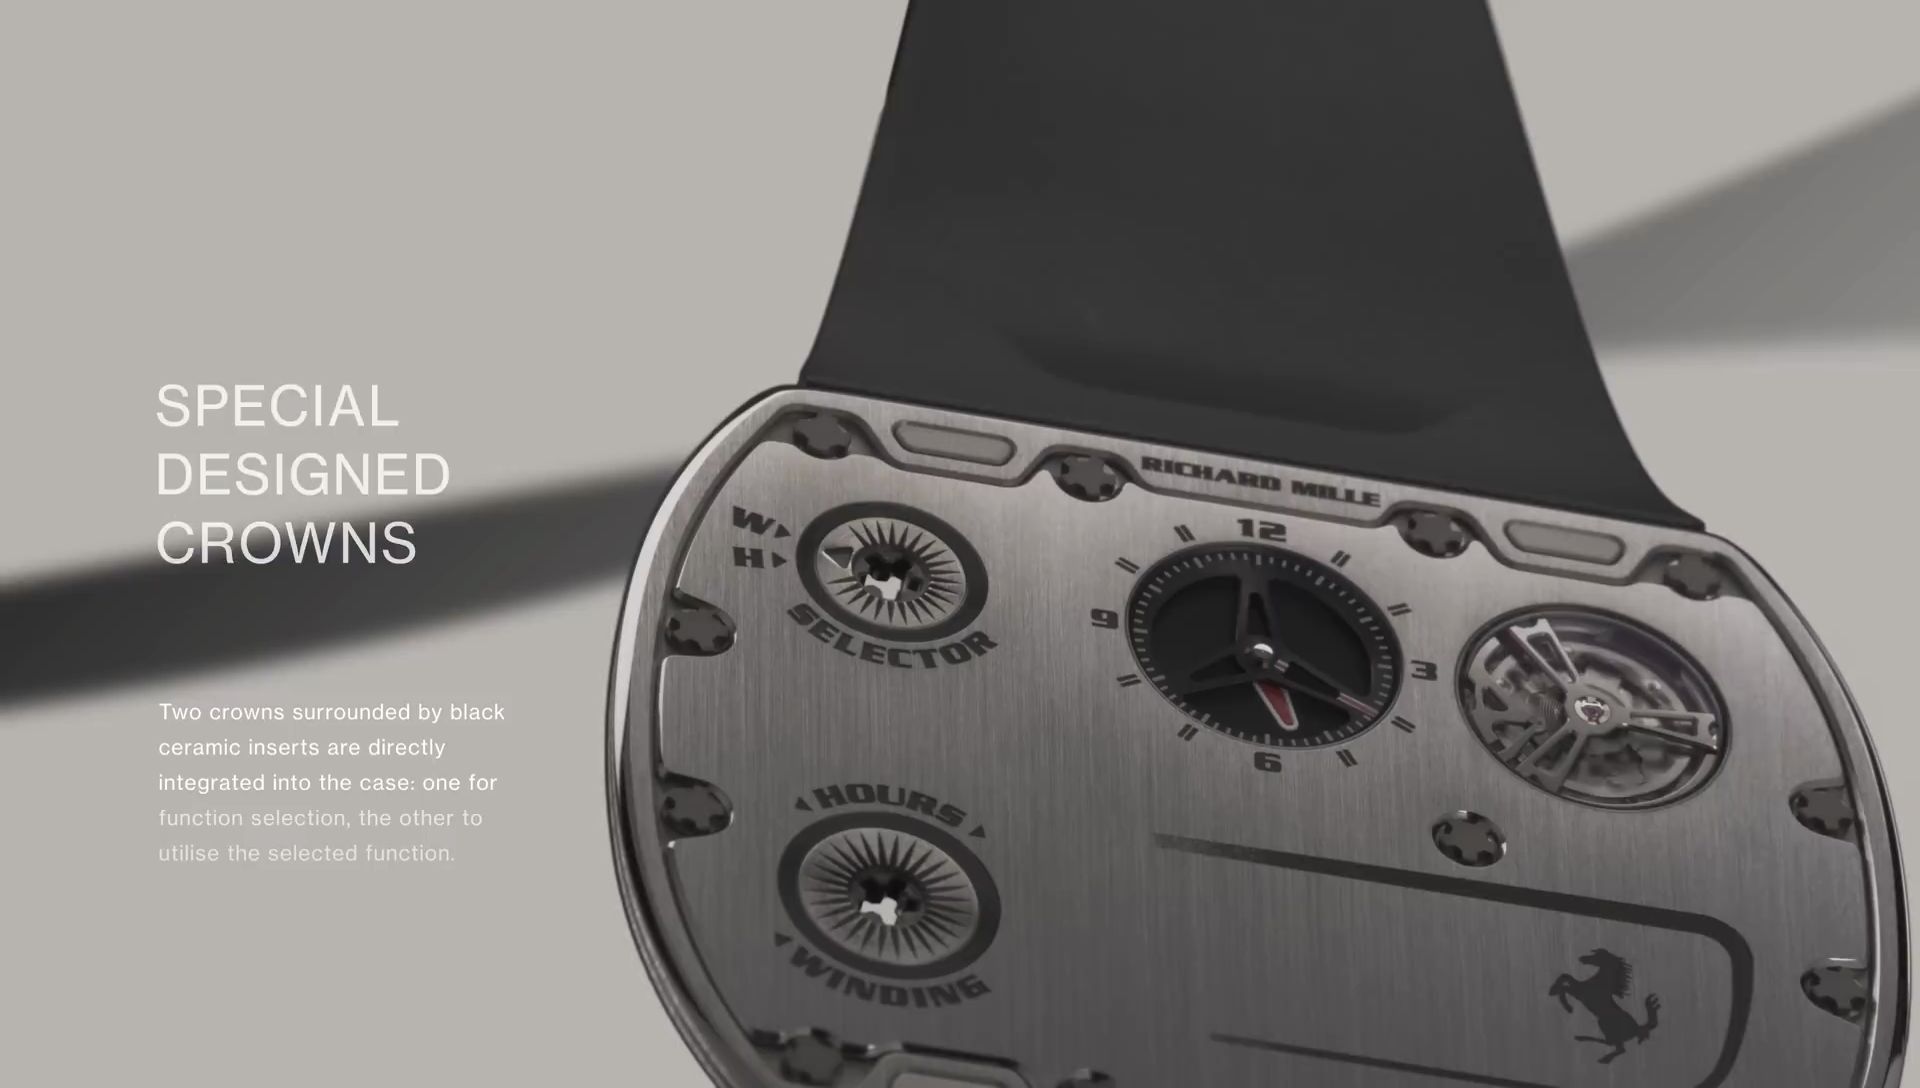 SPECIAL
DESIGNED
CROWNS
Two crowns surrounded by black
ceramic inserts are directly
integrated into the case: one for
function selection, the other to
utilise the selected function.
RICHARD MILLE
W
H
SELECTOR
12
9
3
6
HOURS
WINDING